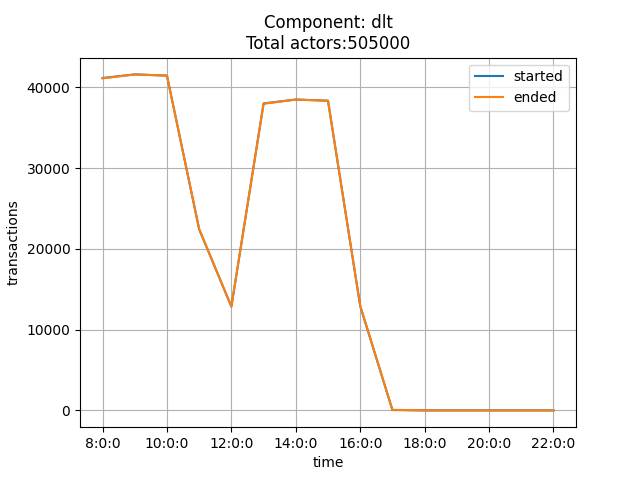 Component: dlt
Total actors:505000
started
ended
transactions
40000
30000
20000
10000
0
8:0:0 10:0:0 12:0:0 14:0:0 16:0:0 18:0:0 20:0:0 22:0:0
time